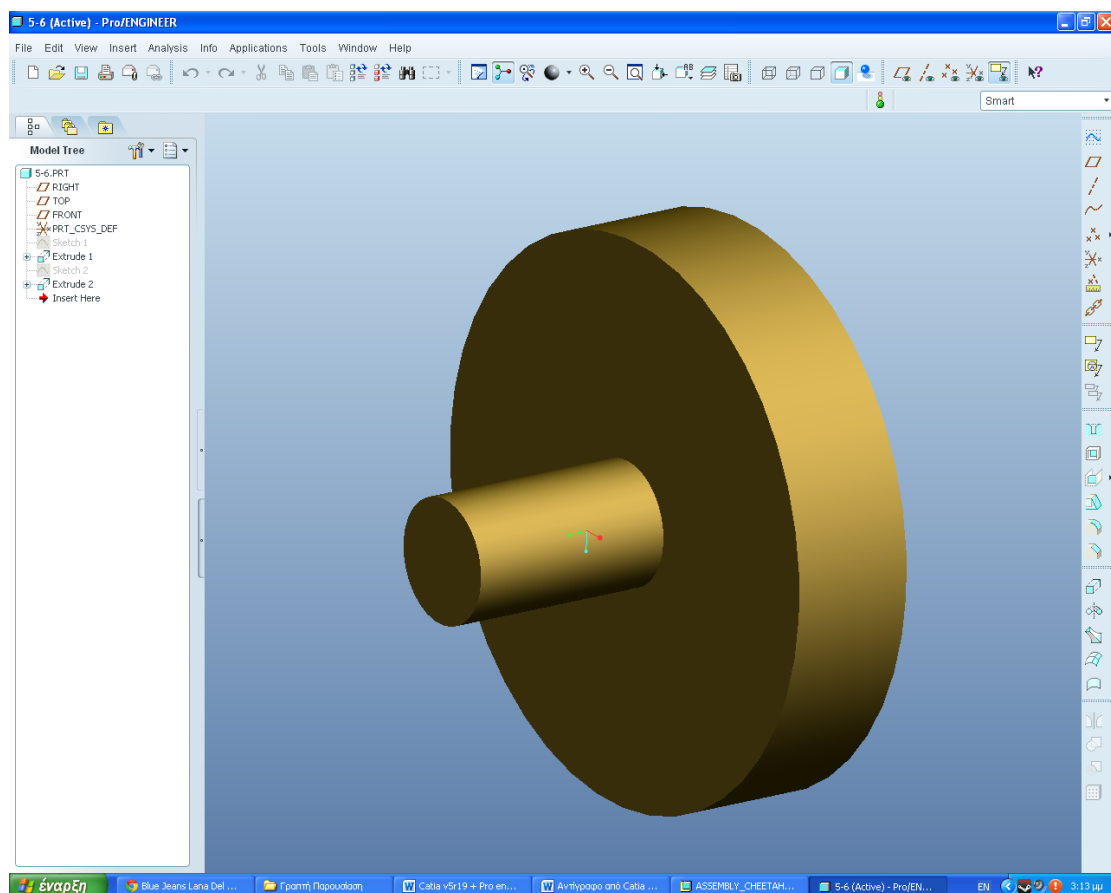 5-6 (Active) - Pro/ENGINEER
File Edit View Insert Analysis Info Applications Tools Window Help
Smart
Model Tree
5-6.PRT
RIGHT
TOP
FRONT
PRT_CSYS_DEF
Sketch 1
Extrude 1
Sketch 2
Extrude 2
Insert Here
έναρξη Blue Jeans Lana Del ... Γραπτή Παρουσίαση Catia v5r19 + Pro en... Αντίγραφο από Catia ... ASSEMBLY_CHEETAH... 5-6 (Active) - Pro/EN... EN 3:13 μμ